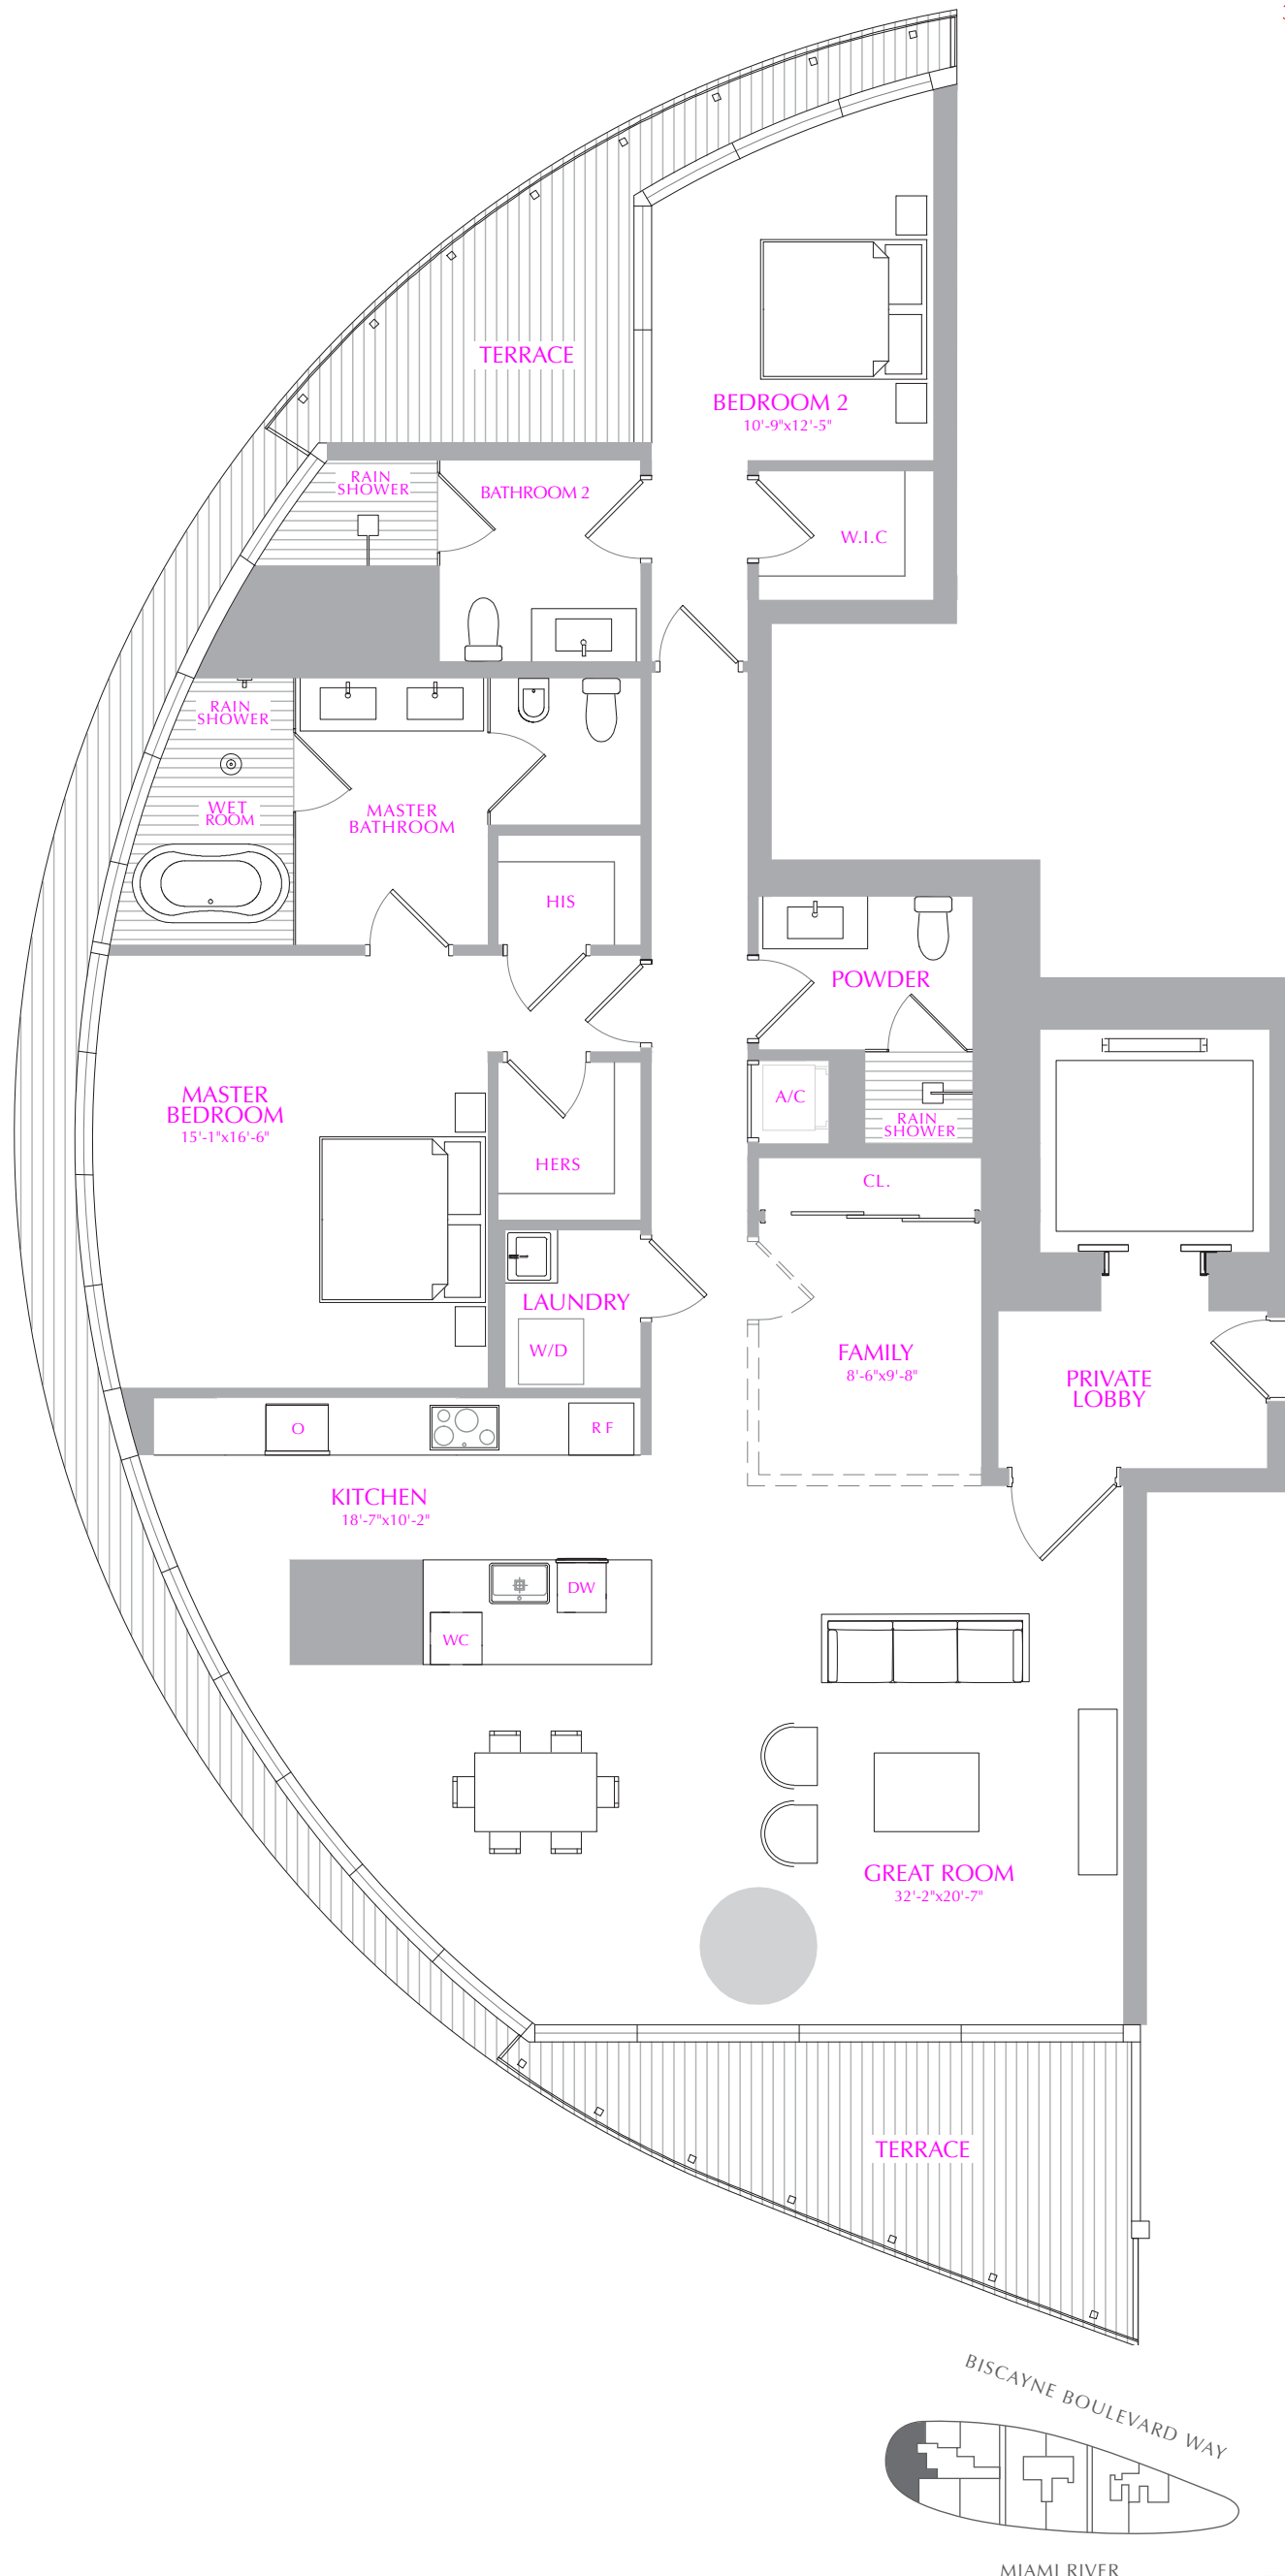 TERRACE
BEDROOM 2
10'-9"x12'-5"
RAIN
SHOWER
BATHROOM 2
W.I.C
RAIN
SHOWER
WET
ROOM
MASTER
BATHROOM
HIS
POWDER
MASTER
BEDROOM
15'-1"x16'-6"
A/C
RAIN
SHOWER
HERS
CL.
LAUNDRY
W/D
FAMILY
8'-6"x9'-8"
PRIVATE
LOBBY
O
R F
KITCHEN
18'-7"x10'-2"
DW
WC
GREAT ROOM
32'-2"x20'-7"
TERRACE
BISCAYNE BOULEVARD WAY
MIAMI RIVER